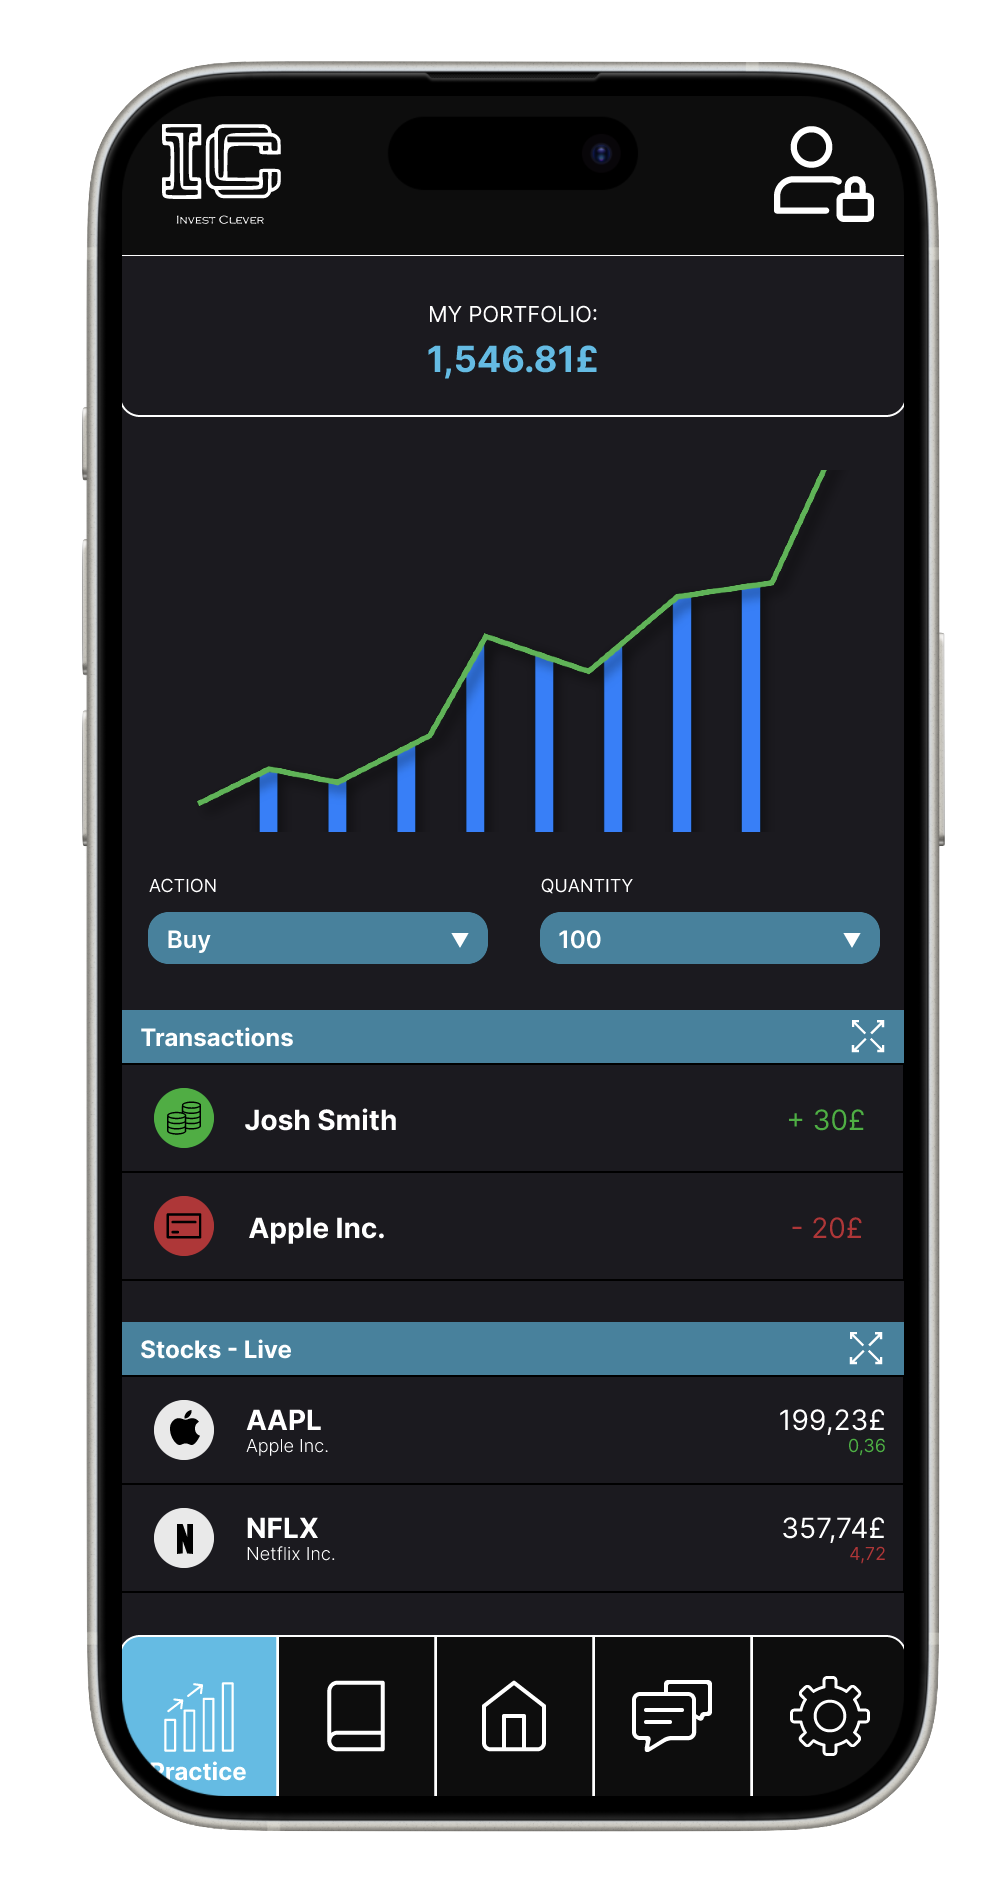 IC
INVEST CLEVER
MY PORTFOLIO:
1,546.81£
ACTION
QUANTITY
Buy
100
Transactions
Josh Smith
+ 30£
Apple Inc.
- 20£
Stocks - Live
AAPL
199,23£
Apple Inc.
0,36
N
NFLX
357,74£
Netflix Inc.
4,72
Practice